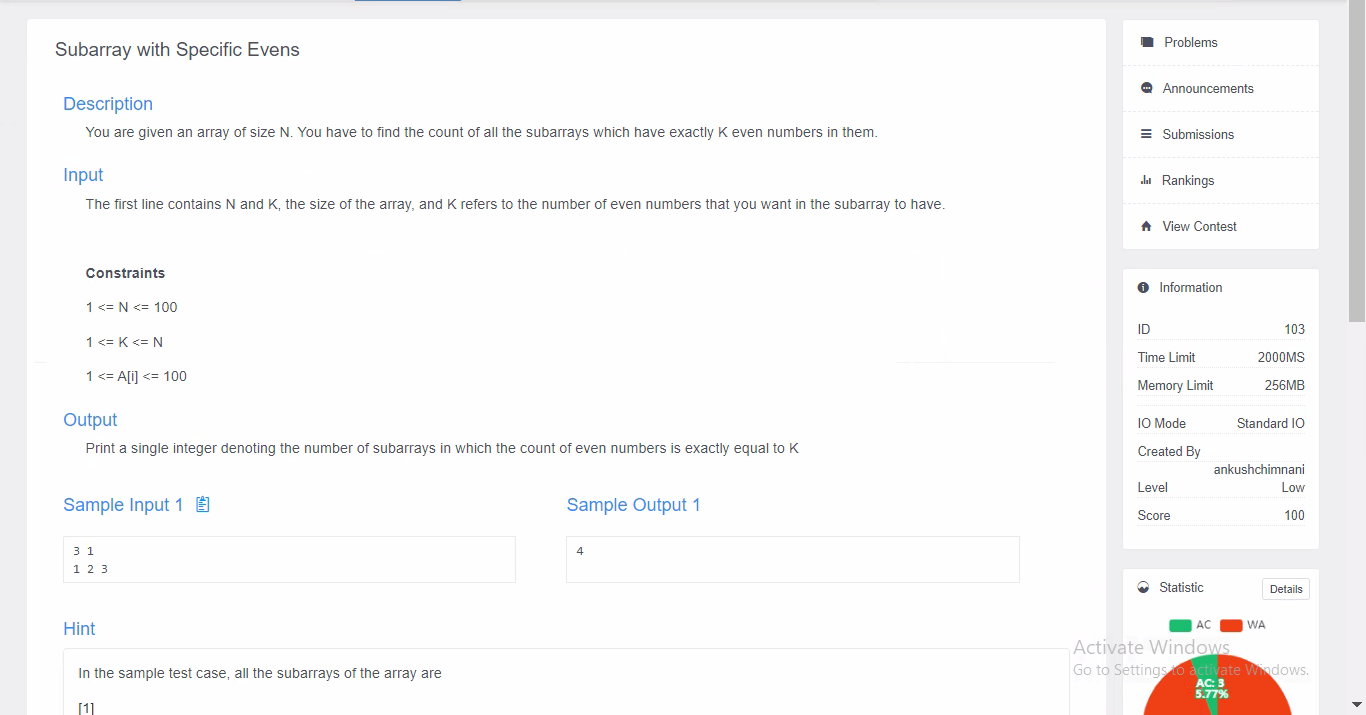 Subarray with Specific Evens
Description
You are given an array of size N. You have to find the count of all the subarrays which have exactly K even numbers in them.
Input
The first line contains N and K, the size of the array, and K refers to the number of even numbers that you want in the subarray to have.
Constraints
1 <= N <= 100
1 <= K <= N
1 <= A[i] <= 100
Output
Print a single integer denoting the number of subarrays in which the count of even numbers is exactly equal to K
Sample Input 1
3 1
1 2 3
Sample Output 1
4
Hint
In the sample test case, all the subarrays of the array are
[1]
Problems
Announcements
Submissions
Rankings
View Contest
Information
ID 103
Time Limit 2000MS
Memory Limit 256MB
IO Mode Standard IO
Created By
ankushchimnani
Level Low
Score 100
Statistic Details
AC WA
Activate Windows
Go to Settings to activate Windows.
AC: 3
5.77%